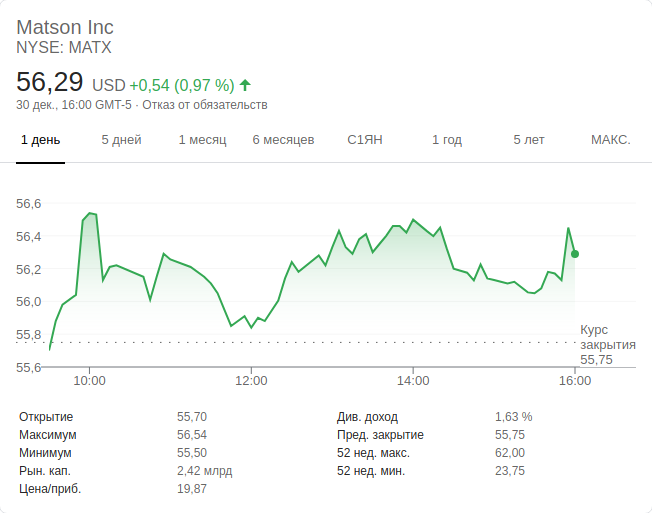 Matson Inc
NYSE: MATX
56,29 USD +0,54 (0,97 %)
30 дек., 16:00 GMT-5 · Отказ от обязательств
1 день 5 дней 1 месяц 6 месяцев С1ЯН 1 год 5 лет МАКС.
56,6
56,4
56,2
56,0
55,8
55,6
Курс
закрытия
55,75
10:00 12:00 14:00 16:00
Открытие 55,70 Див. доход 1,63 %
Максимум 56,54 Пред. закрытие 55,75
Минимум 55,50 52 нед. макс. 62,00
Рын. кап. 2,42 млрд 52 нед. мин. 23,75
Цена/приб. 19,87